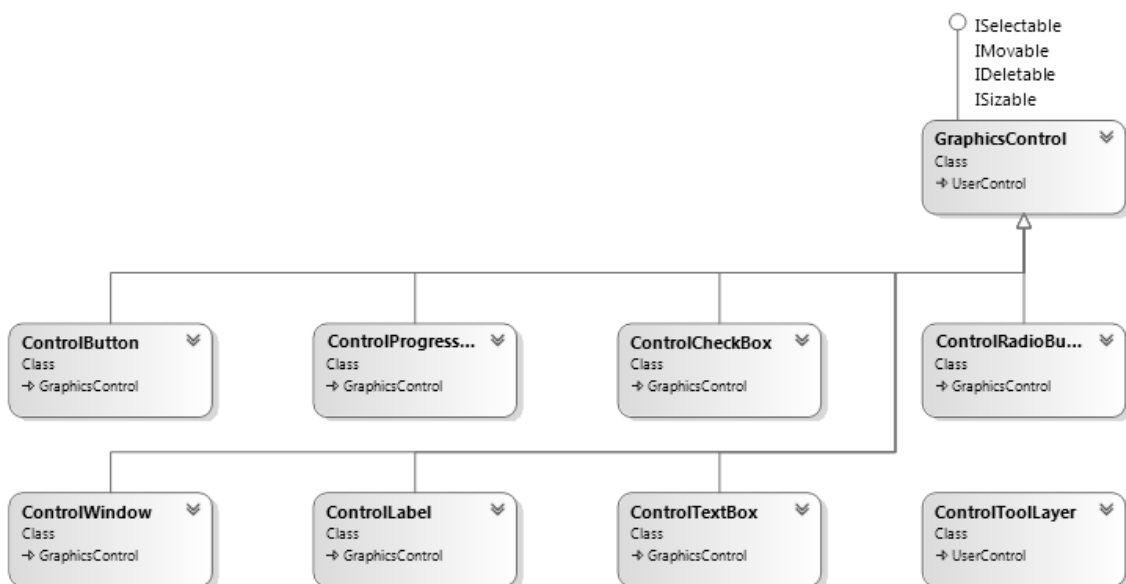 ISelectable
IMovable
IDeletable
ISizable
GraphicsControl
Class
UserControl
ControlButton
Class
GraphicsControl
ControlProgress...
Class
GraphicsControl
ControlCheckBox
Class
GraphicsControl
ControlRadioBu...
Class
GraphicsControl
ControlWindow
Class
GraphicsControl
ControlLabel
Class
GraphicsControl
ControlTextBox
Class
GraphicsControl
ControlToolLayer
Class
UserControl